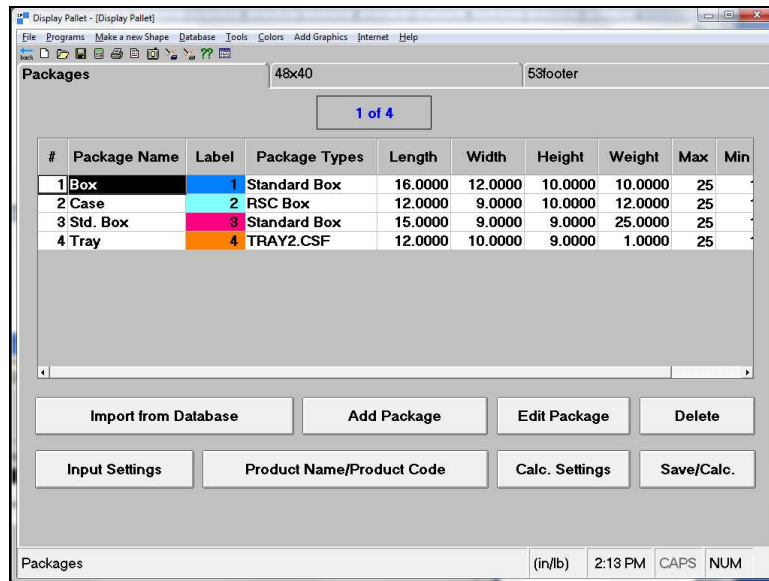 Display Pallet - [Display Pallet]
File Programs Make a new Shape Database Tools Colors Add Graphics Internet Help
back ??
Packages 48x40 53footer
1 of 4
# Package Name Label Package Types Length Width Height Weight Max Min
1 Box 1 Standard Box 16.0000 12.0000 10.0000 10.0000 25
2 Case 2 RSC Box 12.0000 9.0000 10.0000 12.0000 25
3 Std. Box 3 Standard Box 15.0000 9.0000 9.0000 25.0000 25
4 Tray 4 TRAY2.CSF 12.0000 10.0000 9.0000 1.0000 25
Import from Database Add Package Edit Package Delete
Input Settings Product Name/Product Code Calc. Settings Save/Calc.
Packages (in/lb) 2:13 PM CAPS NUM